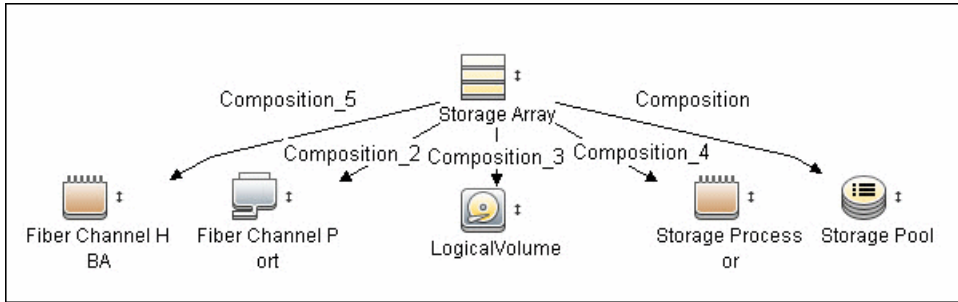 Storage Array
Composition_5
Composition
Composition_2
Composition_3
Composition_4
Fiber Channel H
BA
Fiber Channel P
ort
LogicalVolume
Storage Process
or
Storage Pool